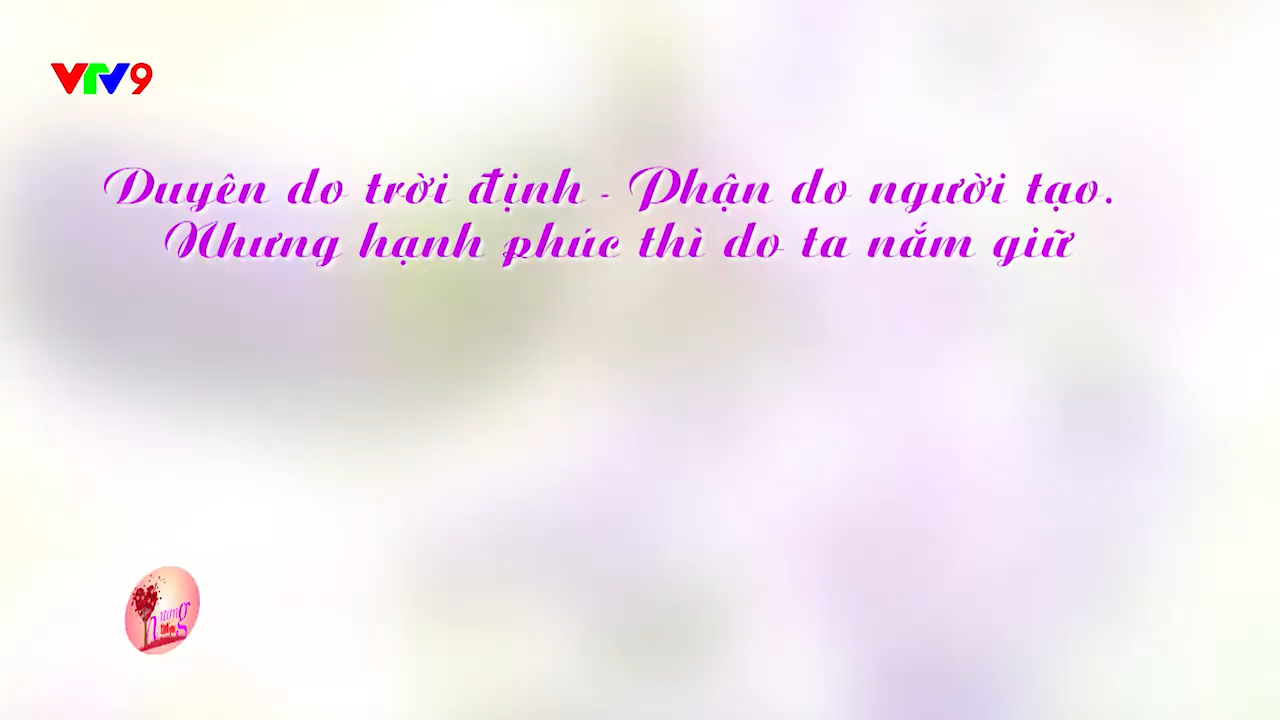 VTV9
Duyên do trời định - Phận do người tạo.
Nhưng hạnh phúc thì do ta nắm giữ